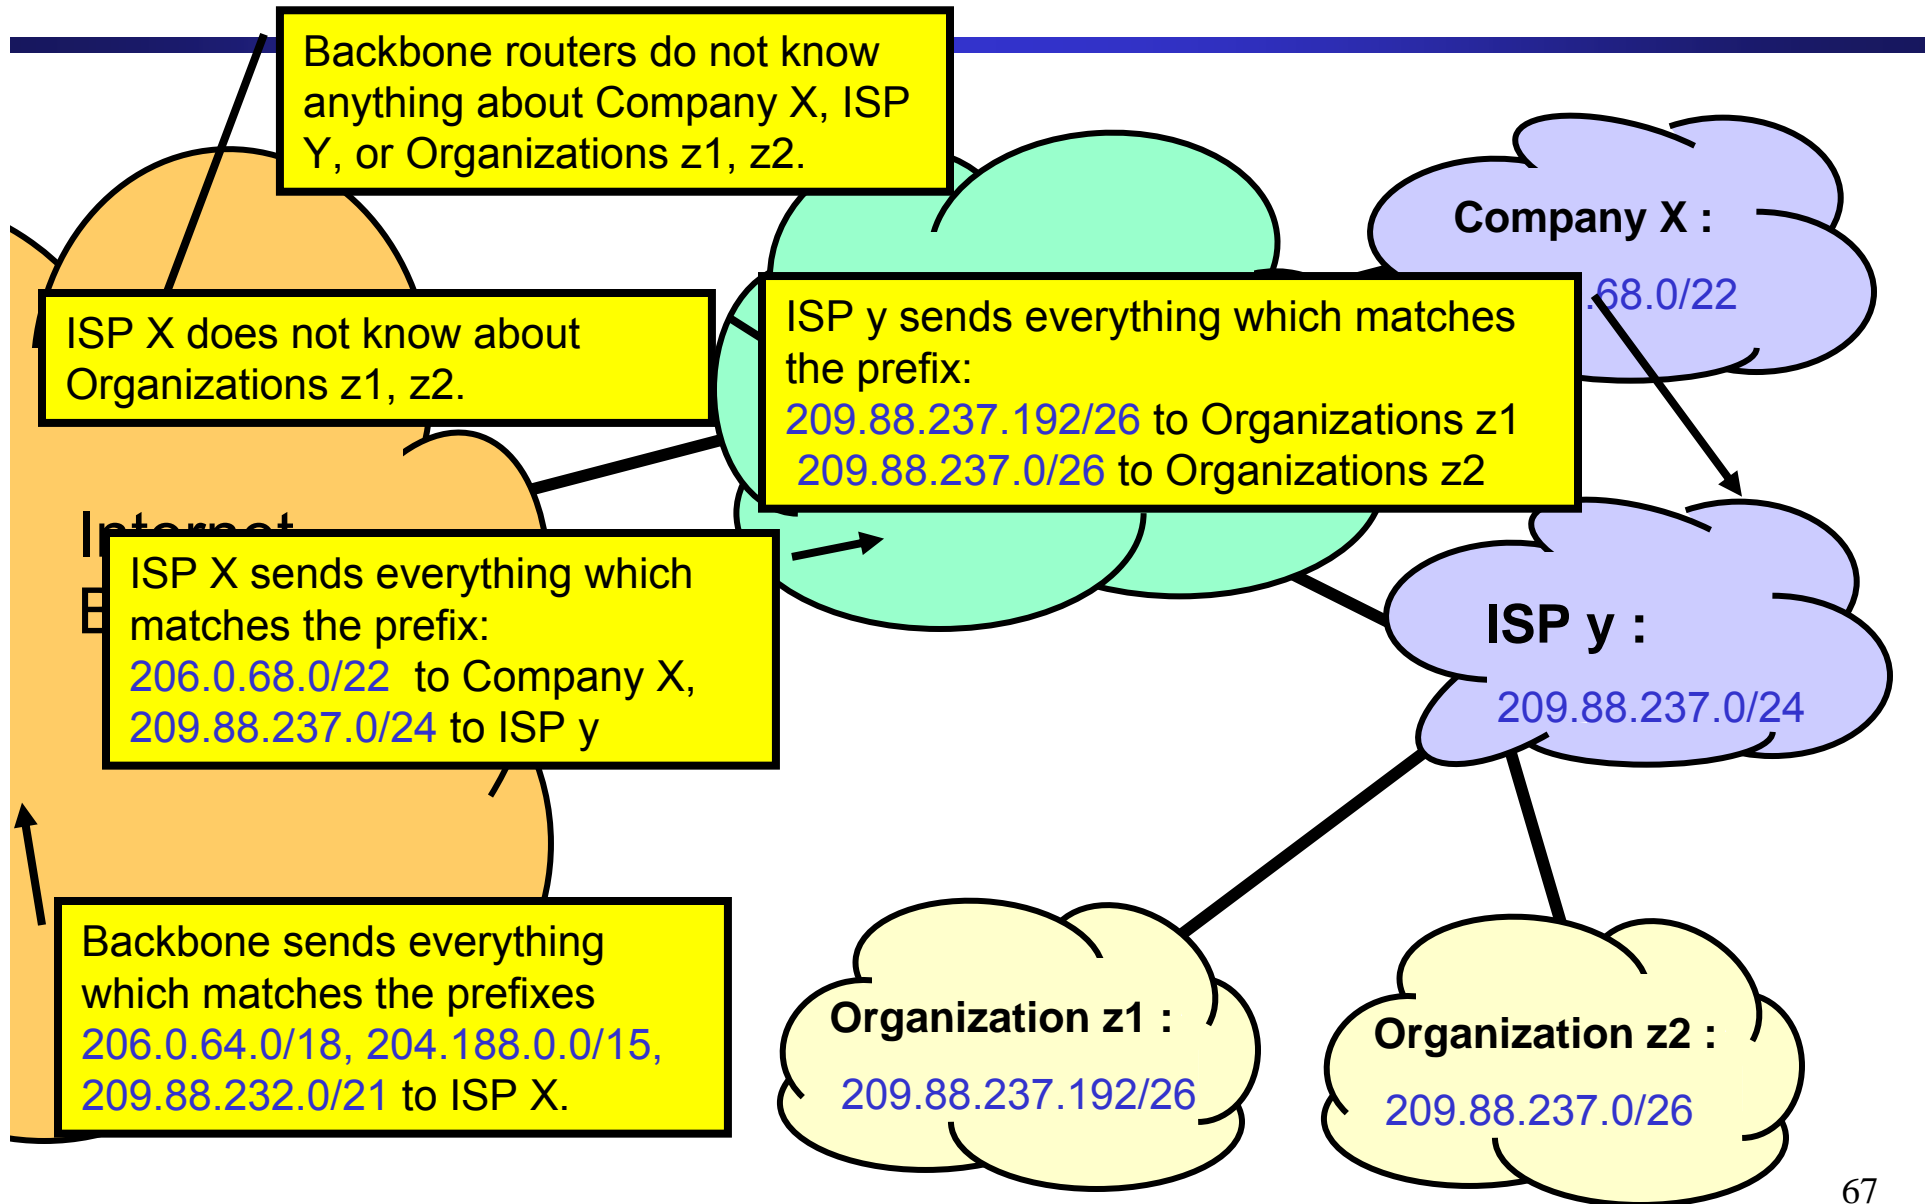 Backbone routers do not know
anything about Company X, ISP
Y, or Organizations z1, z2.
Company X :
.68.0/22
ISP X does not know about
Organizations z1, z2.
ISP y sends everything which matches
the prefix:
209.88.237.192/26 to Organizations z1
209.88.237.0/26 to Organizations z2
Internet
ISP X sends everything which
matches the prefix:
206.0.68.0/22 to Company X,
209.88.237.0/24 to ISP y
ISP y :
209.88.237.0/24
Backbone sends everything
which matches the prefixes
206.0.64.0/18, 204.188.0.0/15,
209.88.232.0/21 to ISP X.
Organization z1 :
209.88.237.192/26
Organization z2 :
209.88.237.0/26
67